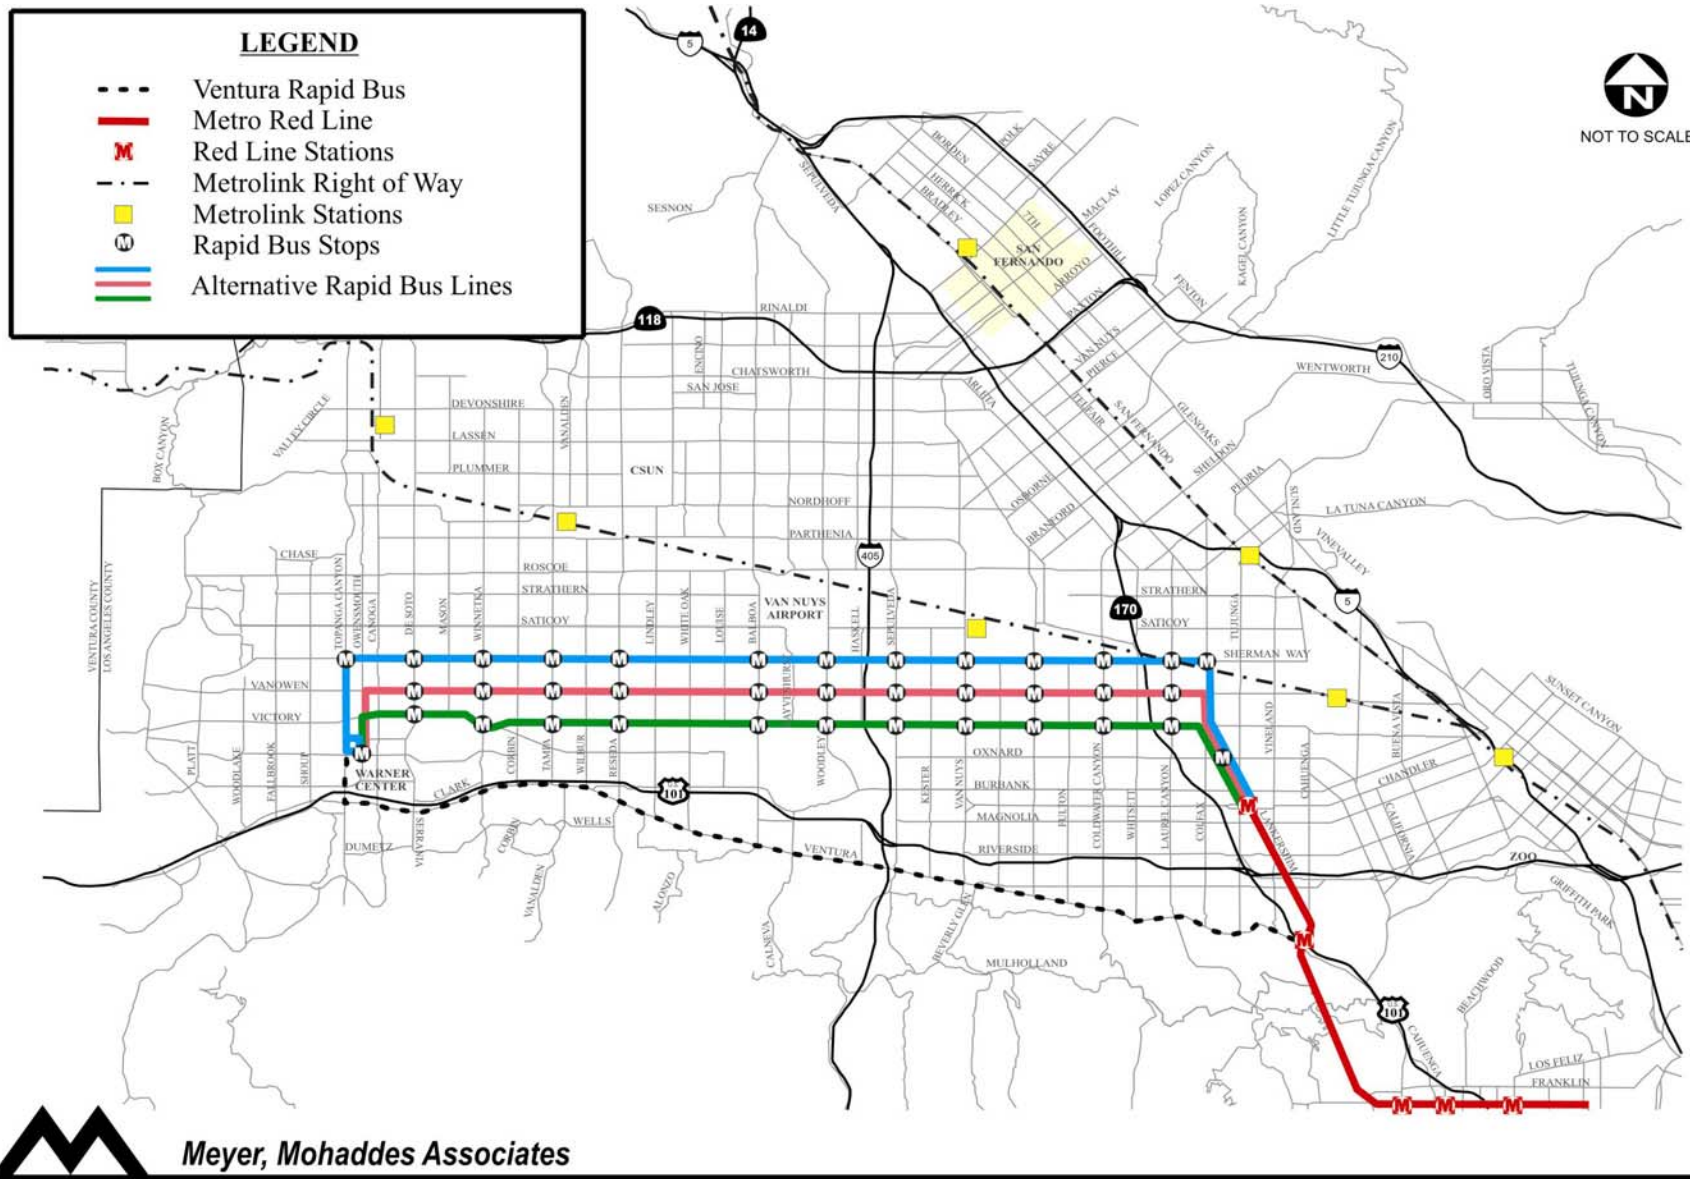 LEGEND
Ventura Rapid Bus
Metro Red Line
M Red Line Stations
Metrolink Right of Way
Metrolink Stations
M Rapid Bus Stops
Alternative Rapid Bus Lines
5
14
N
NOT TO SCALE
BORDEN
POLK
SAYRE
SEPULVIDA
HERRICK
BRADLEY
SESNON
7TH
MACLAY
FOOTHILL
LOPEZ CANYON
KAGEL CANYON
LITTLE TUJUNGA CANYON
SAN
FERNANDO
ARROYO
PAXTON
FENTON
118
RINALDI
VAN NUYS
PIERCE
210
ENCINO
CHATSWORTH
SAN JOSE
WENTWORTH
ORO VISTA
TUJUNGA CANYON
ARLETA
TELFAIR
SAN FERNANDO
GLENOAKS
SHELDON
VALLEY CIRCLE
DEVONSHIRE
VANALDEN
BOX CANYON
LASSEN
PLUMMER
CSUN
PEDRIA
OSBORNE
BRANFORD
NORDHOFF
SUNLAND
LA TUNA CANYON
PARTHENIA
VINEVALLEY
405
CHASE
ROSCOE
STRATHERN
STRATHERN
5
VENTURA COUNTY
LOS ANGELES COUNTY
TOPANGA CANYON
OWENSMOUTH
CANOGA
DE SOTO
MASON
WINNETKA
SATICOY
LINDLEY
WHITE OAK
LOUISE
BALBOA
VAN NUYS
AIRPORT
HASKELL
SEPULVEDA
170
SATICOY
TUJUNGA
SHERMAN WAY
VANOWEN
VICTORY
SUNSET CANYON
BUENA VISTA
VINELAND
PLATT
WOODLAKE
FALLBROOK
SHOUP
WARNER
CENTER
CORBIN
TAMPA
WILBUR
RESEDA
WOODLEY
OXNARD
CAHUENGA
CHANDLER
CLARK
101
KESTER
VAN NUYS
BURBANK
MAGNOLIA
FULTON
COLDWATER CANYON
WHITSETT
LAUREL CANYON
COLFAX
LANKERSHIM
CALIFORNIA
SERRANIA
CORBIN
WELLS
DUMETZ
VENTURA
RIVERSIDE
ZOO
GRIFFITH PARK
VANALDEN
ALONZO
CALNEVA
BEVERLY GLEN
MULHOLLAND
BEACHWOOD
101
CAHUENGA
LOS FELIZ
FRANKLIN
Meyer, Mohaddes Associates